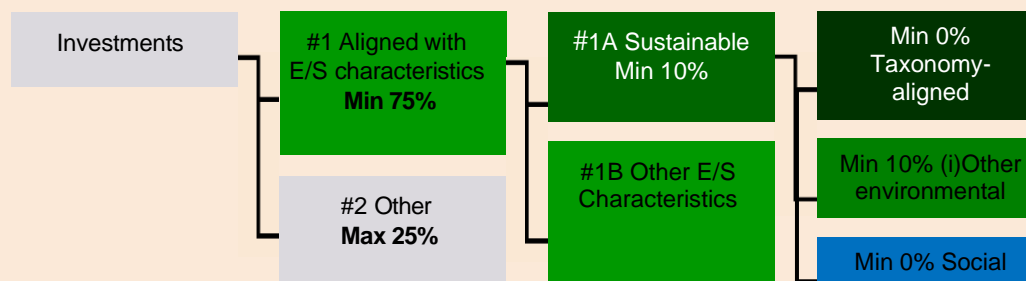 Investments
#1 Aligned with
E/S characteristics
Min 75%
#2 Other
Max 25%
#1A Sustainable
Min 10%
#1B Other E/S
Characteristics
Min 0%
Taxonomy-
aligned
Min 10% (i)Other
environmental
Min 0% Social